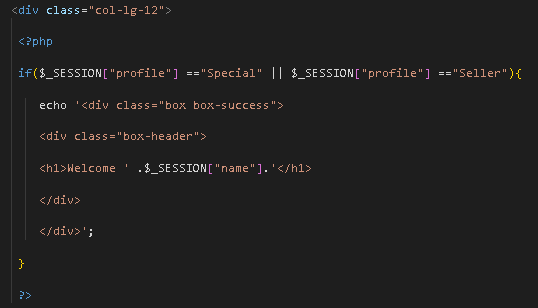 <div class="col-lg-12">
<?php
if($_SESSION["profile"] =="Special" || $_SESSION["profile"] =="Seller"){
echo '<div class="box box-success">
<div class="box-header">
<h1>Welcome ' .$_SESSION["name"].'</h1>
</div>
</div>';
}
?>